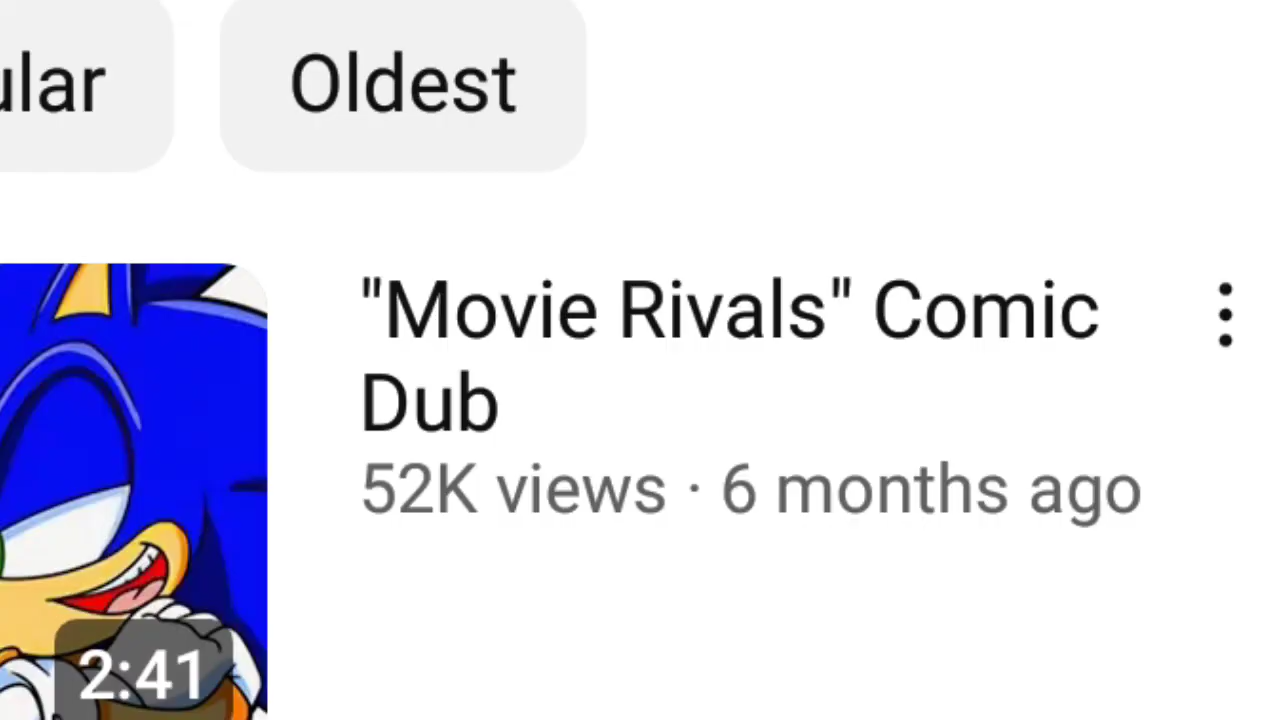 ular
Oldest
"Movie Rivals" Comic
Dub
52K views · 6 months ago
2:41